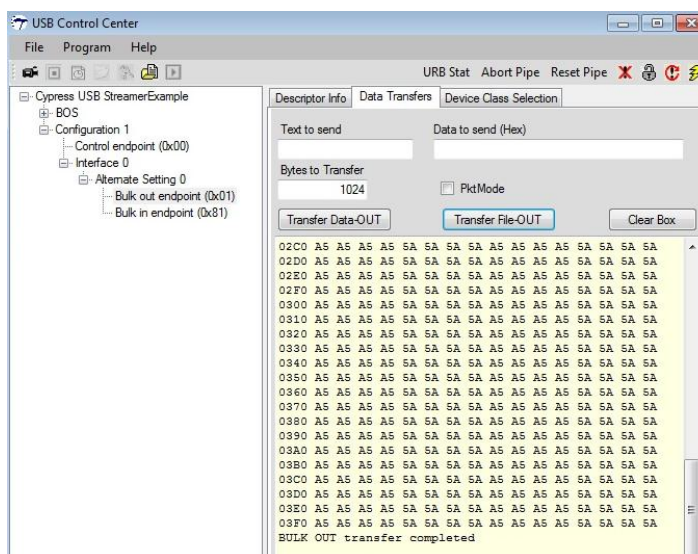 USB Control Center
File Program Help
URB Stat Abort Pipe Reset Pipe
Cypress USB StreamerExample
BOS
Configuration 1
Control endpoint (0x00)
Interface 0
Alternate Setting 0
Bulk out endpoint (0x01)
Bulk in endpoint (0x81)
Descriptor Info Data Transfers Device Class Selection
Text to send Data to send (Hex)
Bytes to Transfer
1024 PktMode
Transfer Data-OUT Transfer File-OUT Clear Box
02C0 A5 A5 A5 A5 5A 5A 5A 5A A5 A5 A5 A5 5A 5A 5A 5A
02D0 A5 A5 A5 A5 5A 5A 5A 5A A5 A5 A5 A5 5A 5A 5A 5A
02E0 A5 A5 A5 A5 5A 5A 5A 5A A5 A5 A5 A5 5A 5A 5A 5A
02F0 A5 A5 A5 A5 5A 5A 5A 5A A5 A5 A5 A5 5A 5A 5A 5A
0300 A5 A5 A5 A5 5A 5A 5A 5A A5 A5 A5 A5 5A 5A 5A 5A
0310 A5 A5 A5 A5 5A 5A 5A 5A A5 A5 A5 A5 5A 5A 5A 5A
0320 A5 A5 A5 A5 5A 5A 5A 5A A5 A5 A5 A5 5A 5A 5A 5A
0330 A5 A5 A5 A5 5A 5A 5A 5A A5 A5 A5 A5 5A 5A 5A 5A
0340 A5 A5 A5 A5 5A 5A 5A 5A A5 A5 A5 A5 5A 5A 5A 5A
0350 A5 A5 A5 A5 5A 5A 5A 5A A5 A5 A5 A5 5A 5A 5A 5A
0360 A5 A5 A5 A5 5A 5A 5A 5A A5 A5 A5 A5 5A 5A 5A 5A
0370 A5 A5 A5 A5 5A 5A 5A 5A A5 A5 A5 A5 5A 5A 5A 5A
0380 A5 A5 A5 A5 5A 5A 5A 5A A5 A5 A5 A5 5A 5A 5A 5A
0390 A5 A5 A5 A5 5A 5A 5A 5A A5 A5 A5 A5 5A 5A 5A 5A
03A0 A5 A5 A5 A5 5A 5A 5A 5A A5 A5 A5 A5 5A 5A 5A 5A
03B0 A5 A5 A5 A5 5A 5A 5A 5A A5 A5 A5 A5 5A 5A 5A 5A
03C0 A5 A5 A5 A5 5A 5A 5A 5A A5 A5 A5 A5 5A 5A 5A 5A
03D0 A5 A5 A5 A5 5A 5A 5A 5A A5 A5 A5 A5 5A 5A 5A 5A
03E0 A5 A5 A5 A5 5A 5A 5A 5A A5 A5 A5 A5 5A 5A 5A 5A
03F0 A5 A5 A5 A5 5A 5A 5A 5A A5 A5 A5 A5 5A 5A 5A 5A
BULK OUT transfer completed